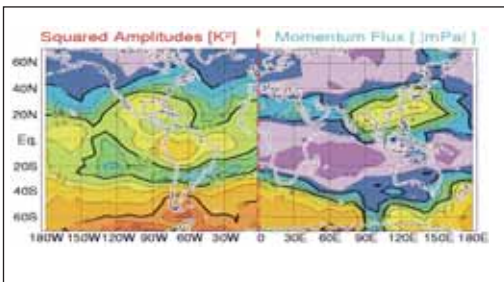 Squared Amplitudes [K²] Momentum Flux [ |mPa| ]
60N
40N
20N
Eq.
20S
40S
60S
180W 150W 120W 90W 60W 30W 0 30E 60E 90E 120E 150E 180E